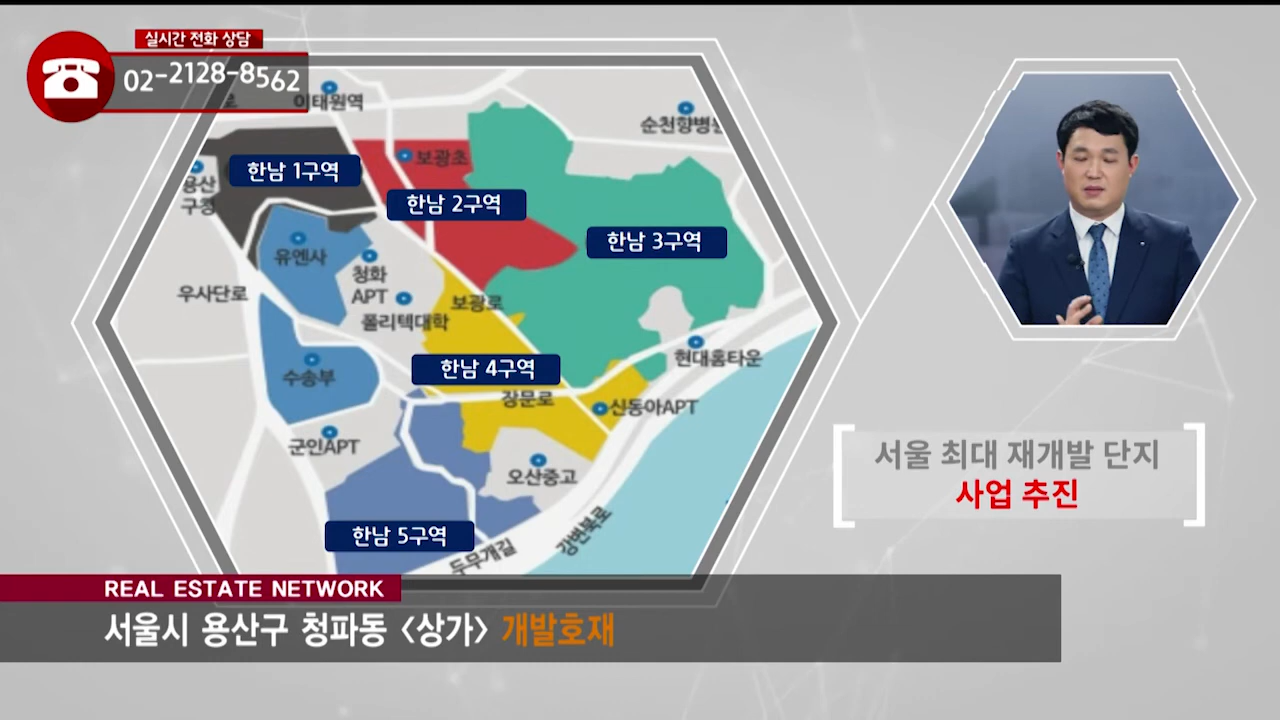 실시간 전화 상담
02-2128-8562
이태원역
순천향병원
보광초
한남 1구역
용산
구청
한남 2구역
한남 3구역
유엔사
청화
APT
우사단로
보광로
폴리텍대학
현대홈타운
한남 4구역
수송부
장문로
신동아APT
군인APT
오산중고
한남 5구역
두무개길
강변북로
서울 최대 재개발 단지
사업 추진
REAL ESTATE NETWORK
서울시 용산구 청파동 <상가> 개발호재